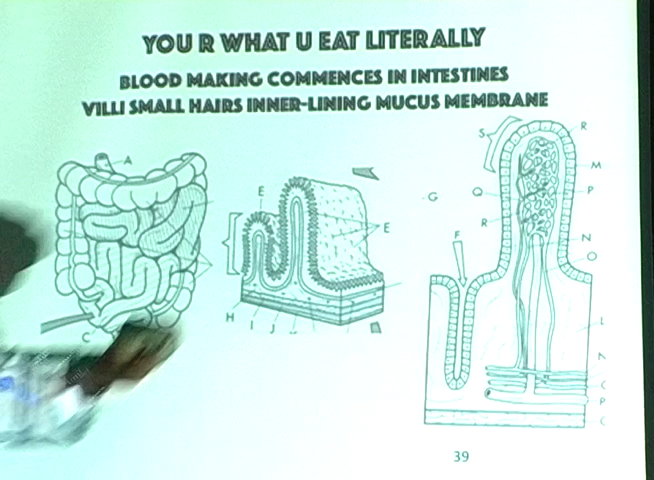 YOU R WHAT U EAT LITERALLY
BLOOD MAKING COMMENCES IN INTESTINES
VILLI SMALL HAIRS INNER-LINING MUCUS MEMBRANE
A
C
E
E
H I J
G
F
S
R
M
Q
P
R
N
O
L
N
C
P
C
39